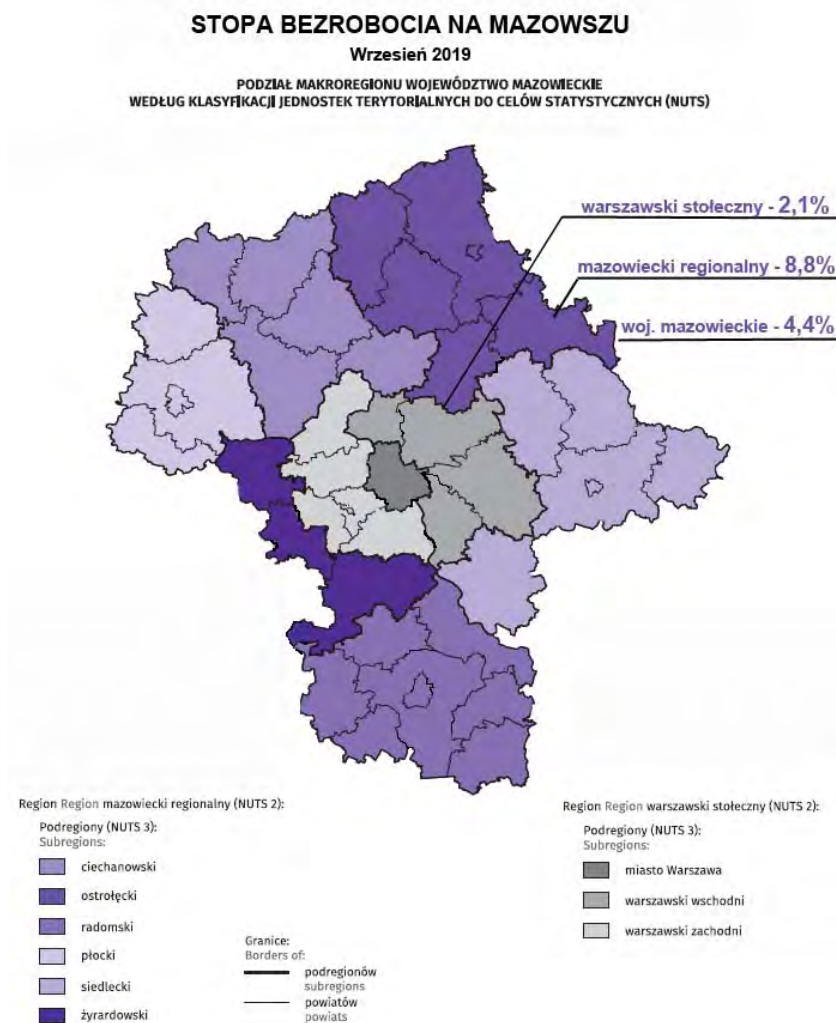 STOPA BEZROBOCIA NA MAZOWSZU
Wrzesień 2019
PODZIAŁ MAKROREGIONU WOJEWÓDZTWO MAZOWIECKIE
WEDŁUG KLASYFIKACJI JEDNOSTEK TERYTORIALNYCH DO CELÓW STATYSTYCZNYCH (NUTS)
warszawski stołeczny - 2,1%
mazowiecki regionalny - 8,8%
woj. mazowieckie - 4,4%
Region Region mazowiecki regionalny (NUTS 2):
Podregiony (NUTS 3):
Subregions:
ciechanowski
ostrołęcki
radomski
płocki
siedlecki
żyrardowski
Granice:
Borders of:
podregionów
subregions
powiatów
powiats
Region Region warszawski stołeczny (NUTS 2):
Podregiony (NUTS 3):
Subregions:
miasto Warszawa
warszawski wschodni
warszawski zachodni